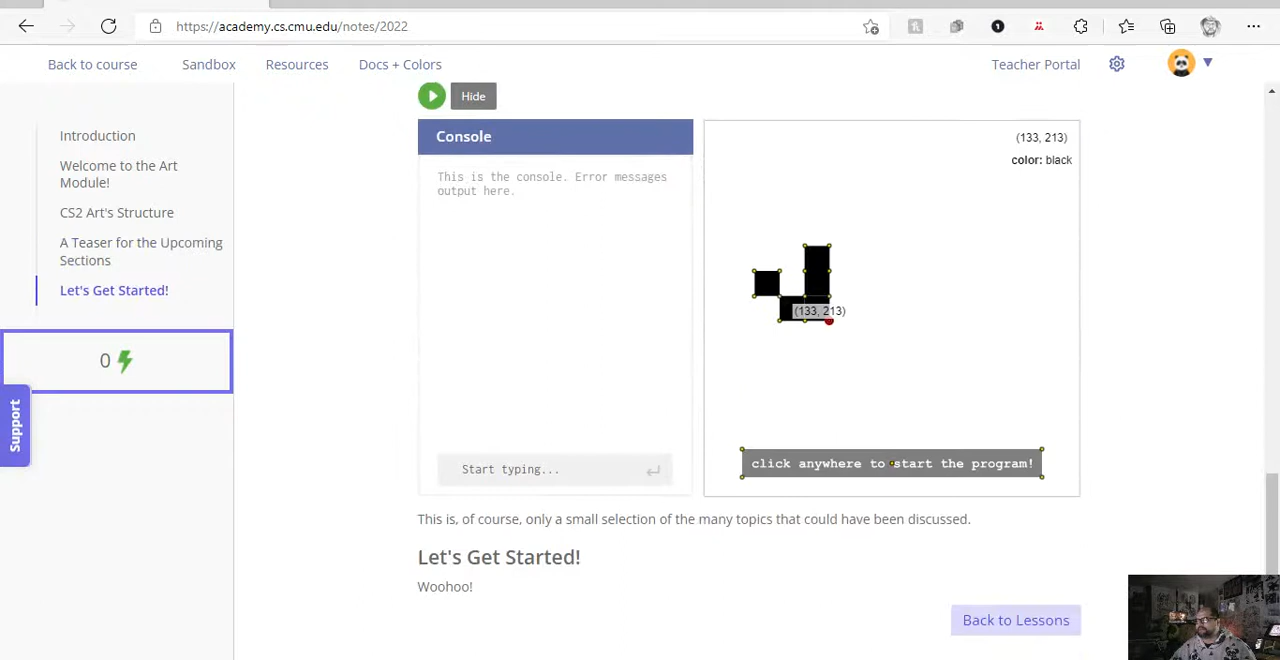 https://academy.cs.cmu.edu/notes/2022
Back to course
Sandbox
Resources
Docs + Colors
Teacher Portal
Introduction
Welcome to the Art
Module!
CS2 Art's Structure
A Teaser for the Upcoming
Sections
Let's Get Started!
0
Support
Hide
Console
This is the console. Error messages
output here.
Start typing...
(133, 213)
color: black
(133, 213)
click anywhere to start the program!
This is, of course, only a small selection of the many topics that could have been discussed.
Let's Get Started!
Woohoo!
Back to Lessons